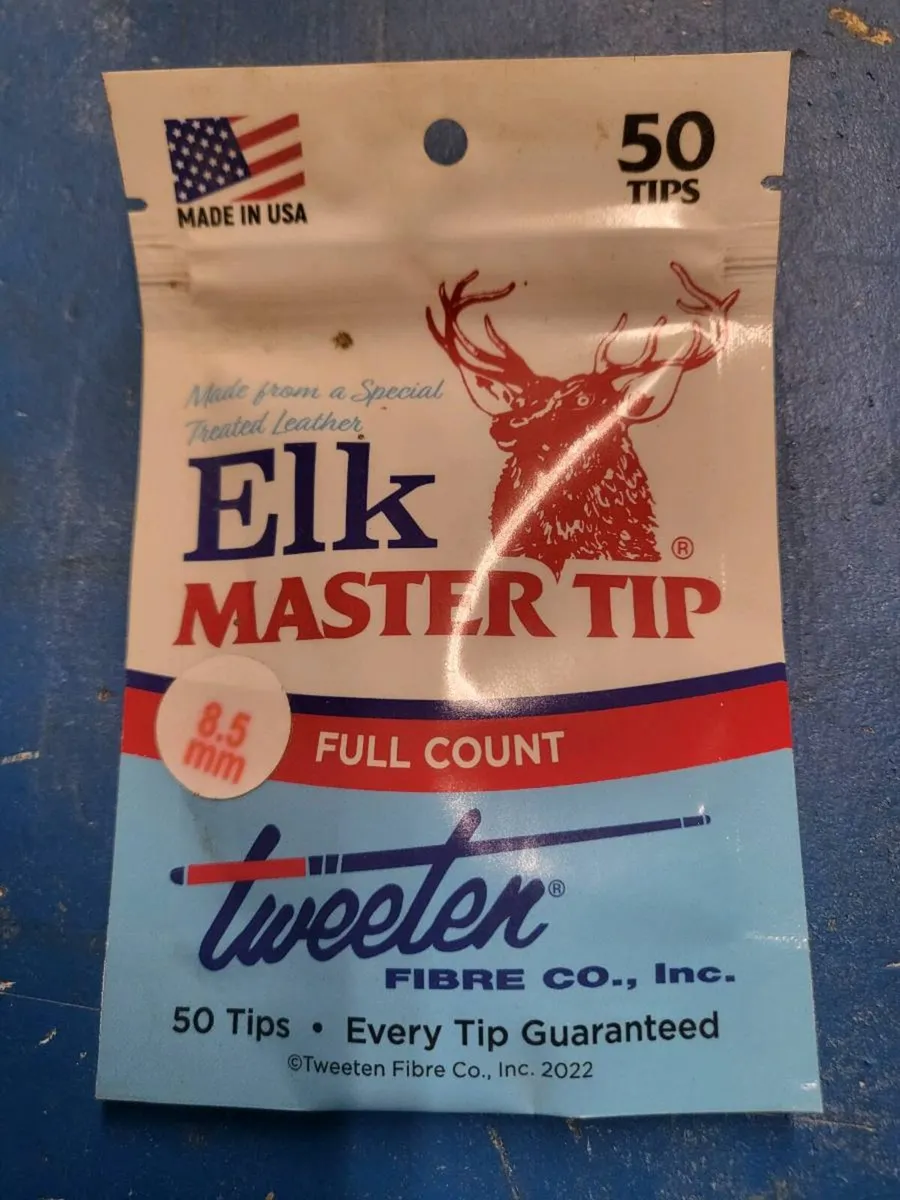 MADE IN USA
50
TIPS
Made from a Special
Treated Leather
Elk
®
MASTER TIP
8.5
mm
FULL COUNT
tweeten®
FIBRE CO., Inc.
50 Tips • Every Tip Guaranteed
©Tweeten Fibre Co., Inc. 2022